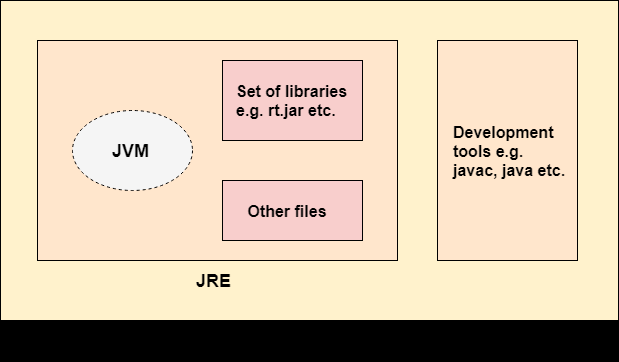 Set of libraries
e.g. rt.jar etc.
JVM
Other files
Development
tools e.g.
javac, java etc.
JRE